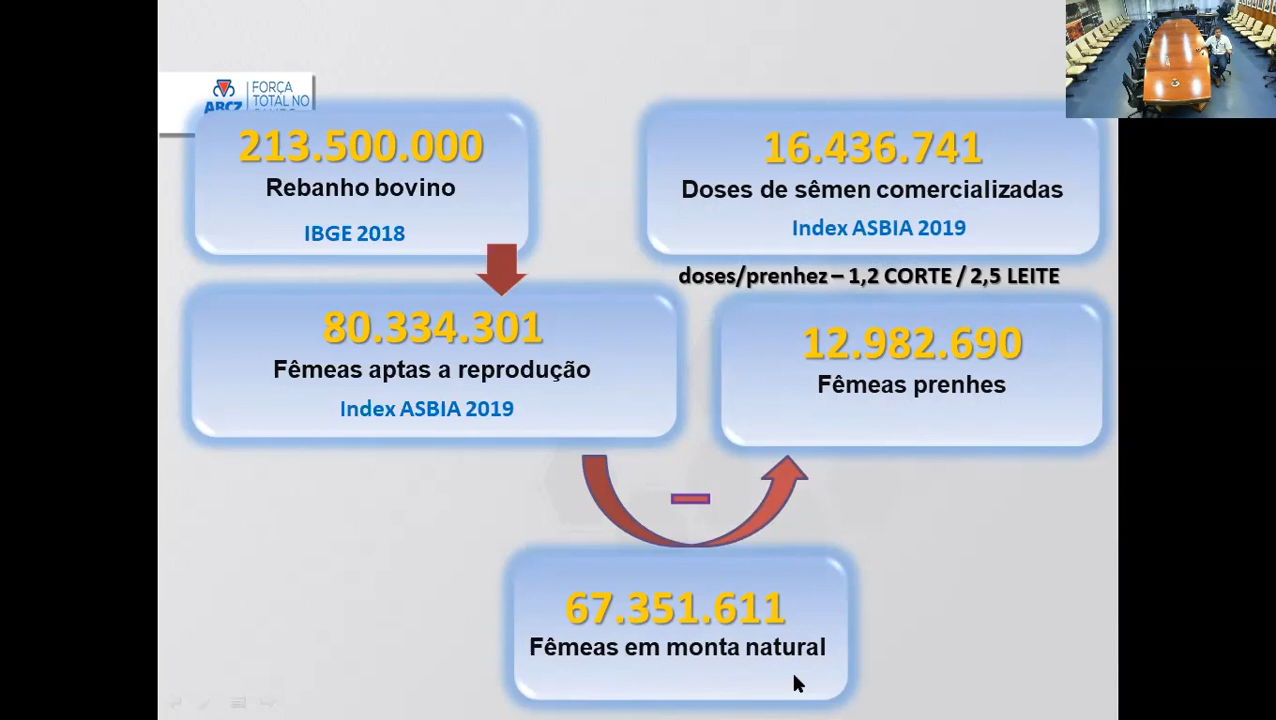 ABCZ
FORÇA
TOTAL NO
213.500.000
Rebanho bovino
IBGE 2018
16.436.741
Doses de sêmen comercializadas
Index ASBIA 2019
doses/prenhez – 1,2 CORTE / 2,5 LEITE
80.334.301
Fêmeas aptas a reprodução
Index ASBIA 2019
12.982.690
Fêmeas prenhes
67.351.611
Fêmeas em monta natural